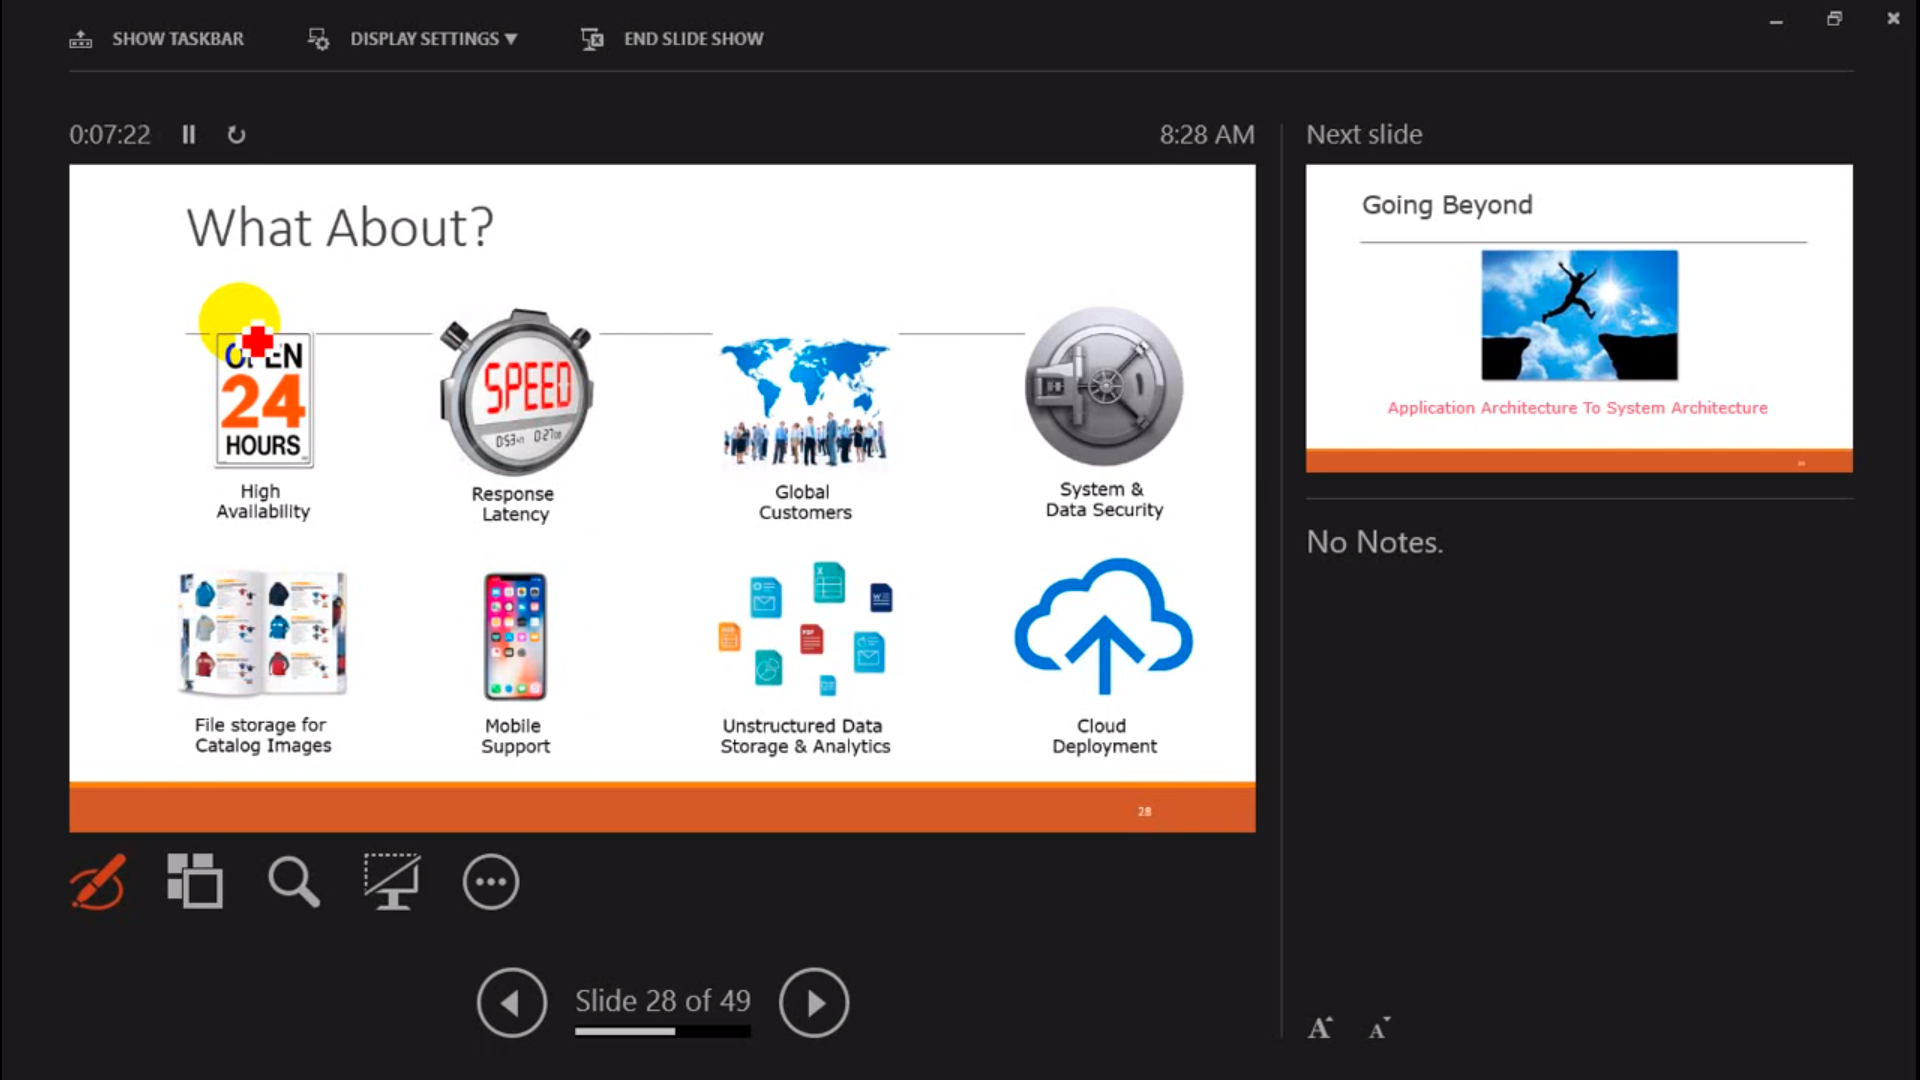 SHOW TASKBAR
DISPLAY SETTINGS ▼
END SLIDE SHOW
0:07:22
8:28 AM
Next slide
What About?
24
HOURS
High
Availability
SPEED
Response
Latency
Global
Customers
System &
Data Security
File storage for
Catalog Images
Mobile
Support
PDF
Unstructured Data
Storage & Analytics
Cloud
Deployment
28
Going Beyond
Application Architecture To System Architecture
No Notes.
Slide 28 of 49
A
A